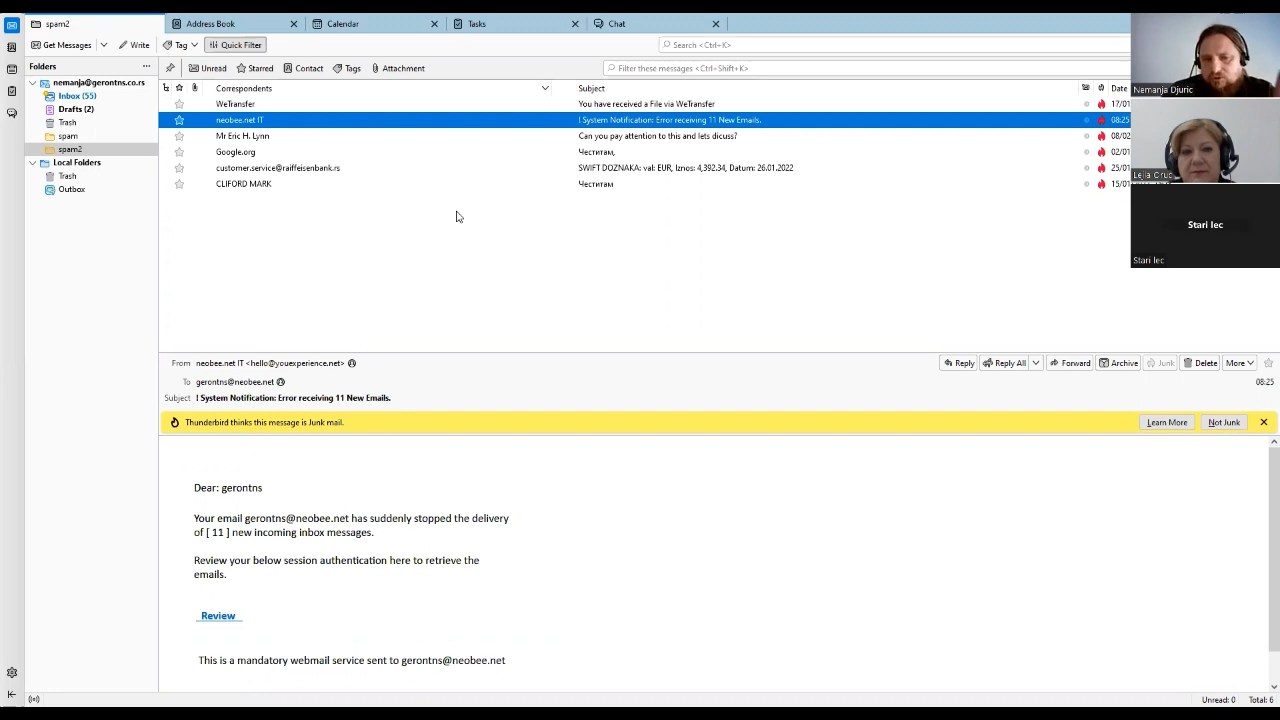 spam2
Address Book
Calendar
Tasks
Chat
Get Messages
Write
Tag
Quick Filter
Search <Ctrl+K>
Folders
nemanja@gerontns.co.rs
Inbox (55)
Drafts (2)
Trash
spam
spam2
Local Folders
Trash
Outbox
Unread
Starred
Contact
Tags
Attachment
Filter these messages <Ctrl+Shift+K>
Correspondents Subject Date
WeTransfer You have received a File via WeTransfer 17/01
neobee.net IT ! System Notification: Error receiving 11 New Emails. 08:25
Mr Eric H. Lynn Can you pay attention to this and lets dicuss? 08/02
Google.org Честитам, 02/01
customer.service@raiffeisenbank.rs SWIFT DOZNAKA: val: EUR, Iznos: 4,392.34, Datum: 26.01.2022 25/01
CLIFORD MARK Честитам 15/01
Nemanja Djuric
Lejla Cruc
Stari lec
Stari lec
From neobee.net IT <hello@youexperience.net>
Reply
Reply All
Forward
Archive
Junk
Delete
More
To gerontns@neobee.net 08:25
Subject ! System Notification: Error receiving 11 New Emails.
Thunderbird thinks this message is Junk mail.
Learn More
Not Junk
Dear: gerontns
Your email gerontns@neobee.net has suddenly stopped the delivery
of [ 11 ] new incoming inbox messages.
Review your below session authentication here to retrieve the
emails.
Review
This is a mandatory webmail service sent to gerontns@neobee.net
Unread: 0 Total: 6